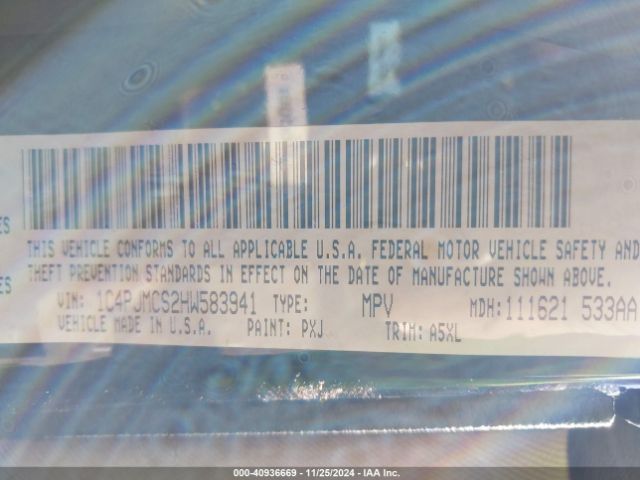 ES
THIS VEHICLE CONFORMS TO ALL APPLICABLE U.S.A. FEDERAL MOTOR VEHICLE SAFETY AND
ES THEFT PREVENTION STANDARDS IN EFFECT ON THE DATE OF MANUFACTURE SHOWN ABOVE.
VIN: 1C4PJMCS2HW583941 TYPE: MPV MDH:111621 533AA
VEHICLE MADE IN U.S.A. PAINT: PXJ TRIM: A5XL
000-40936669 - 11/25/2024 - IAA Inc.